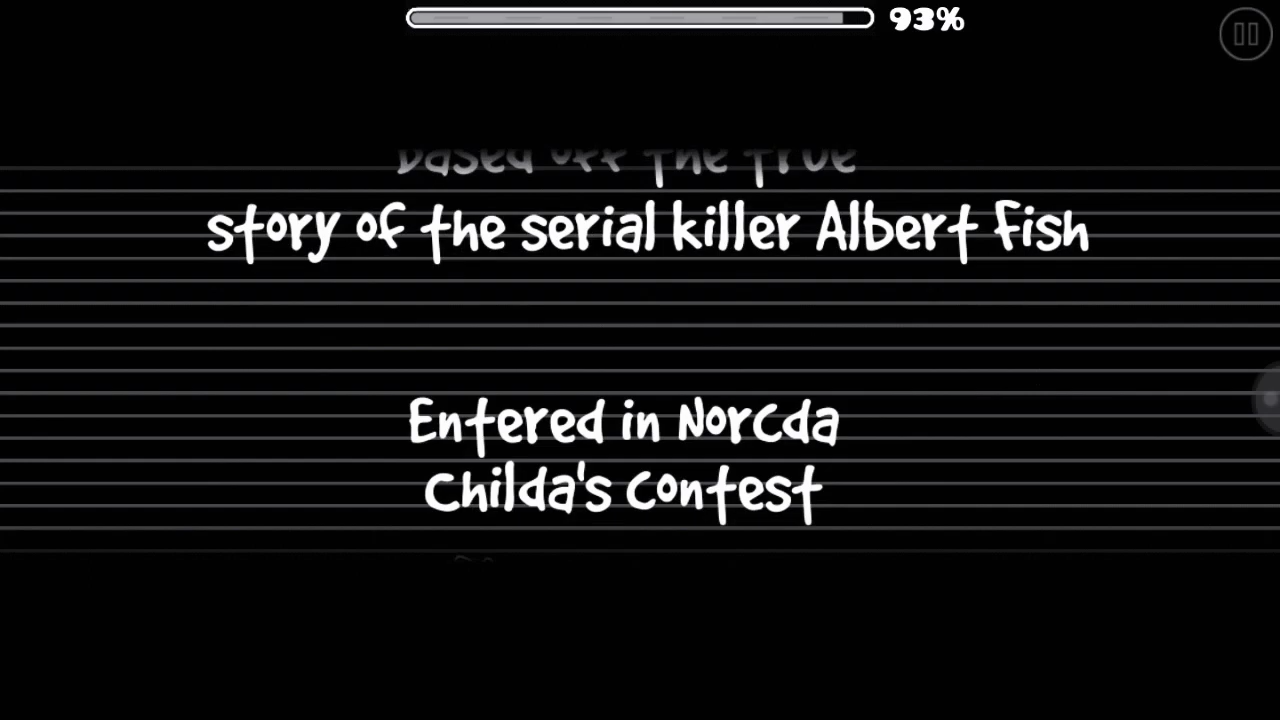 93%
based off the true
story of the serial killer Albert Fish
Entered in NorCda
Childa's Contest